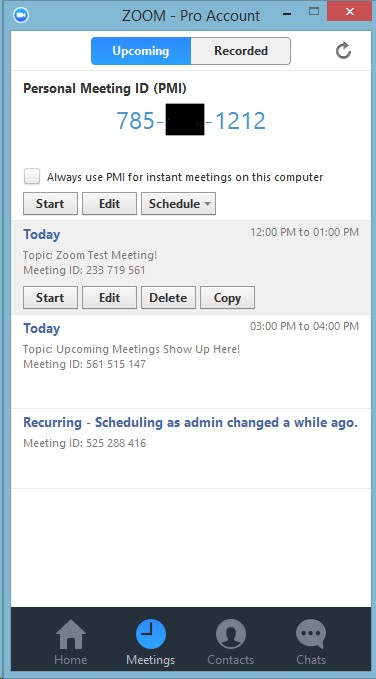 ZOOM - Pro Account
Upcoming Recorded
Personal Meeting ID (PMI)
785- -1212
Always use PMI for instant meetings on this computer
Start Edit Schedule
Today 12:00 PM to 01:00 PM
Topic: Zoom Test Meeting!
Meeting ID: 233 719 561
Start Edit Delete Copy
Today 03:00 PM to 04:00 PM
Topic: Upcoming Meetings Show Up Here!
Meeting ID: 561 515 147
Recurring - Scheduling as admin changed a while ago.
Meeting ID: 525 288 416
Home Meetings Contacts Chats